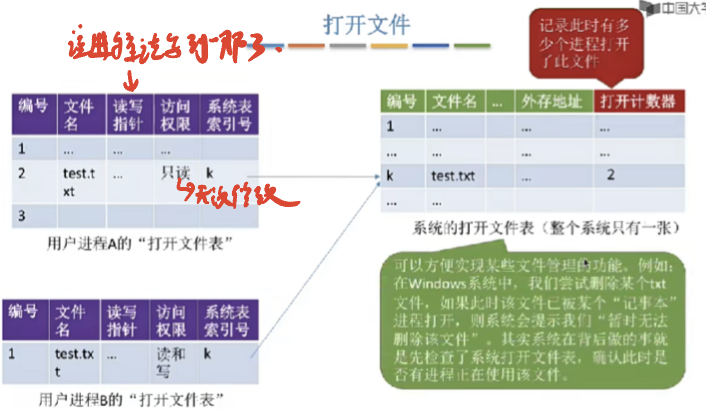 打开文件
中国大学
记录此时有多
少个进程打开
了此文件
该进程读写到哪了.
编号 文件名 读写指针 访问权限 系统表索引号
1 ... ... ...
2 test.txt ... 只读 k
无法修改
3
用户进程A的“打开文件表”
编号 文件名 ... 外存地址 打开计数器
1 ... ... ...
... ... ... ...
k test.txt ... 2
... ...
系统的打开文件表（整个系统只有一张）
编号 文件名 读写指针 访问权限 系统表索引号
1 test.txt ... 读和写 k
用户进程B的“打开文件表”
可以方便实现某些文件管理的功能。例如：
在Windows系统中，我们尝试删除某个txt
文件，如果此时该文件已被某个“记事本”
进程打开，则系统会提示我们“暂时无法
删除该文件”。其实系统在背后做的事就
是先检查了系统打开文件表，确认此时是
否有进程正在使用该文件。